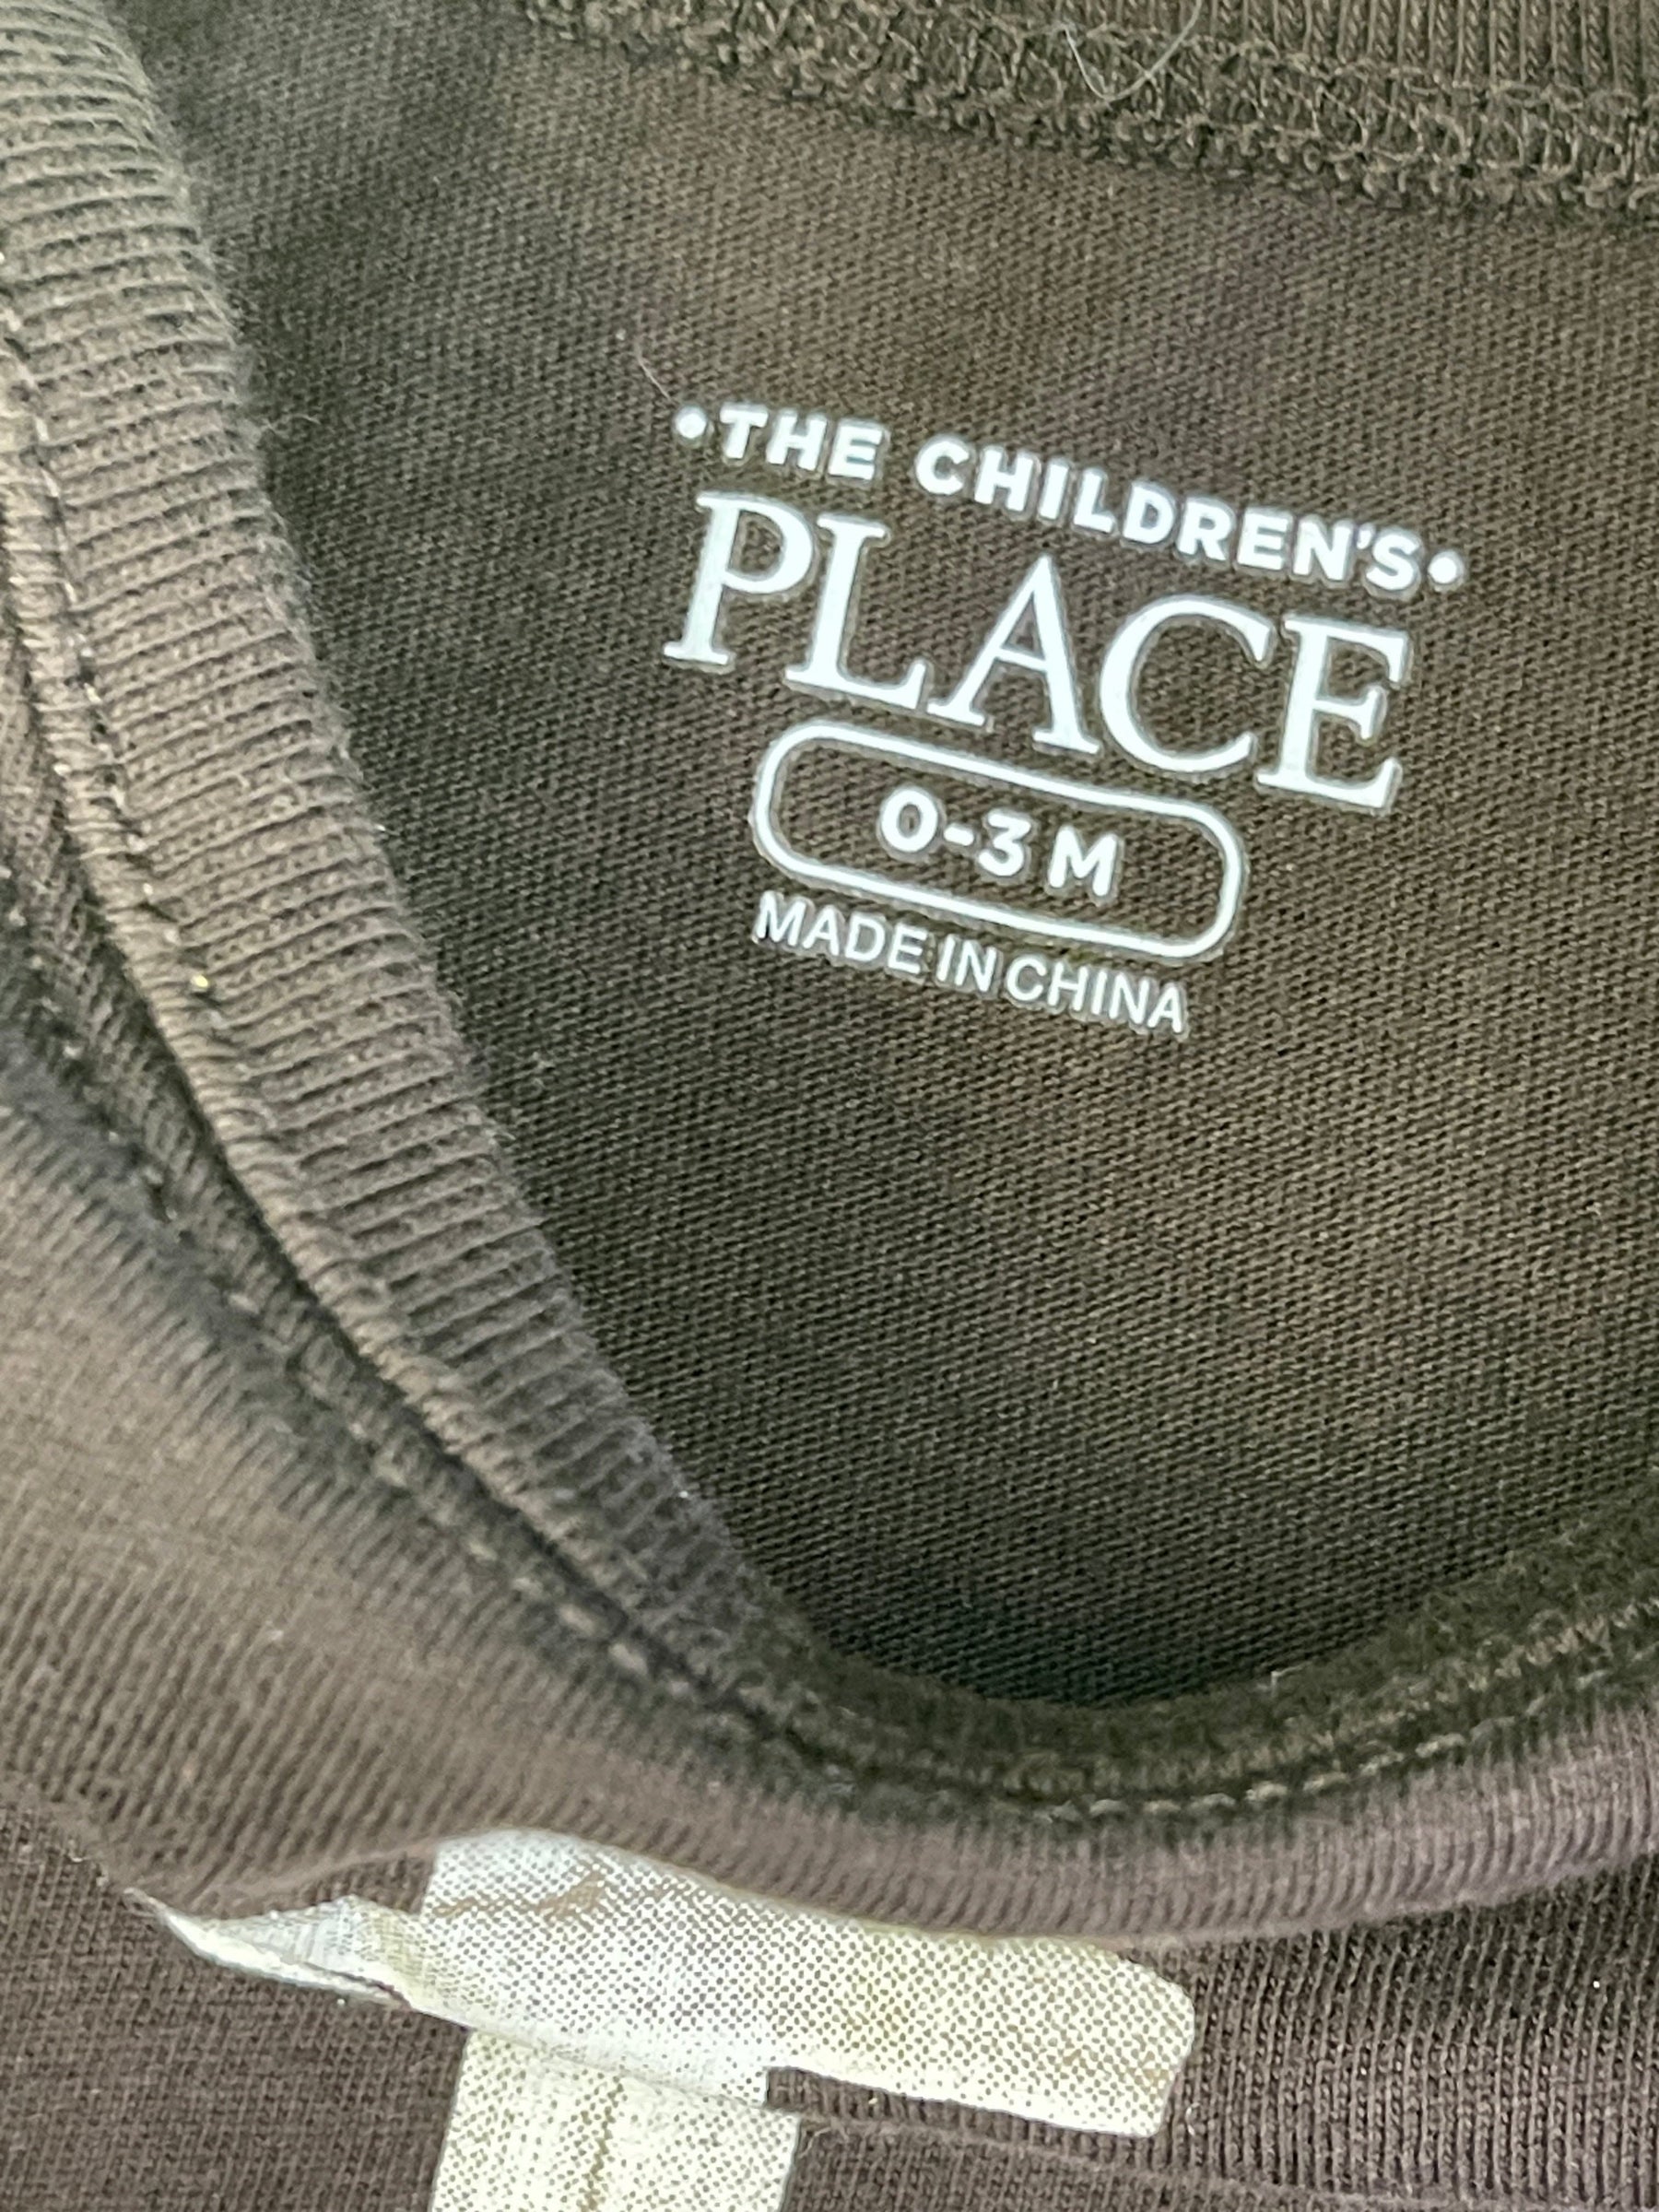 •THE CHILDREN'S•
PLACE
0-3 M
MADE IN CHINA